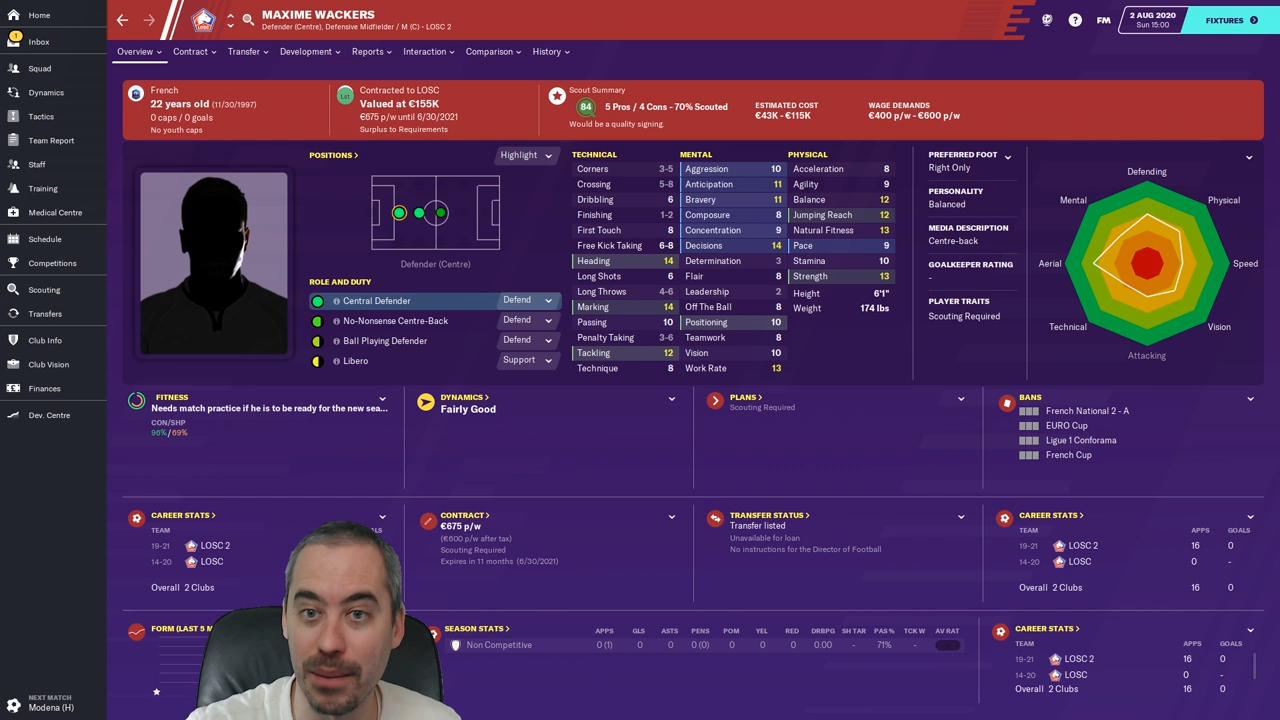 Home
Inbox
Squad
Dynamics
Tactics
Team Report
Staff
Training
Medical Centre
Schedule
Competitions
Scouting
Transfers
Club Info
Club Vision
Finances
Dev. Centre
NEXT MATCH
Modena (H)
MAXIME WACKERS
Defender (Centre), Defensive Midfielder / M (C) - LOSC 2
FM
2 AUG 2020
Sun 15:00
FIXTURES
Overview Contract Transfer Development Reports Interaction Comparison History
French
22 years old (11/30/1997)
0 caps / 0 goals
No youth caps
Lst
Contracted to LOSC
Valued at €155K
€675 p/w until 6/30/2021
Surplus to Requirements
Scout Summary
84 5 Pros / 4 Cons - 70% Scouted
Would be a quality signing.
ESTIMATED COST
€43K - €115K
WAGE DEMANDS
€400 p/w - €600 p/w
POSITIONS >
Highlight
Defender (Centre)
ROLE AND DUTY
Central Defender Defend
No-Nonsense Centre-Back Defend
Ball Playing Defender Defend
Libero Support
TECHNICAL
Corners 3-5
Crossing 5-8
Dribbling 6
Finishing 1-2
First Touch 8
Free Kick Taking 6-8
Heading 14
Long Shots 6
Long Throws 4-6
Marking 14
Passing 10
Penalty Taking 3-6
Tackling 12
Technique 8
MENTAL
Aggression 10
Anticipation 11
Bravery 11
Composure 8
Concentration 9
Decisions 14
Determination 3
Flair 8
Leadership 2
Off The Ball 8
Positioning 10
Teamwork 8
Vision 10
Work Rate 13
PHYSICAL
Acceleration 8
Agility 9
Balance 12
Jumping Reach 12
Natural Fitness 13
Pace 9
Stamina 10
Strength 13
Height 6'1"
Weight 174 lbs
PREFERRED FOOT
Right Only
PERSONALITY
Balanced
MEDIA DESCRIPTION
Centre-back
GOALKEEPER RATING
-
PLAYER TRAITS
Scouting Required
Defending
Mental
Physical
Aerial
Speed
Technical
Vision
Attacking
FITNESS
Needs match practice if he is to be ready for the new sea...
CON/SHP
96% / 69%
DYNAMICS >
Fairly Good
PLANS >
Scouting Required
BANS
French National 2 - A
EURO Cup
Ligue 1 Conforama
French Cup
CAREER STATS >
TEAM
19-21 LOSC 2
14-20 LOSC
Overall 2 Clubs
CONTRACT >
€675 p/w
(€600 p/w after tax)
Scouting Required
Expires in 11 months (6/30/2021)
TRANSFER STATUS >
Transfer listed
Unavailable for loan
No instructions for the Director of Football
CAREER STATS >
TEAM APPS GOALS
19-21 LOSC 2 16 0
14-20 LOSC 0 -
Overall 2 Clubs 16 0
FORM (LAST 5 M
SEASON STATS > APPS GLS ASTS PENS POM YEL RED DRBPG SH TAR PAS % TCK W AV RAT
Non Competitive 0 (1) 0 0 0 (0) 0 0 0 0.00 - 71% - -
CAREER STATS >
TEAM APPS GOALS
19-21 LOSC 2 16 0
14-20 LOSC 0 -
Overall 2 Clubs 16 0